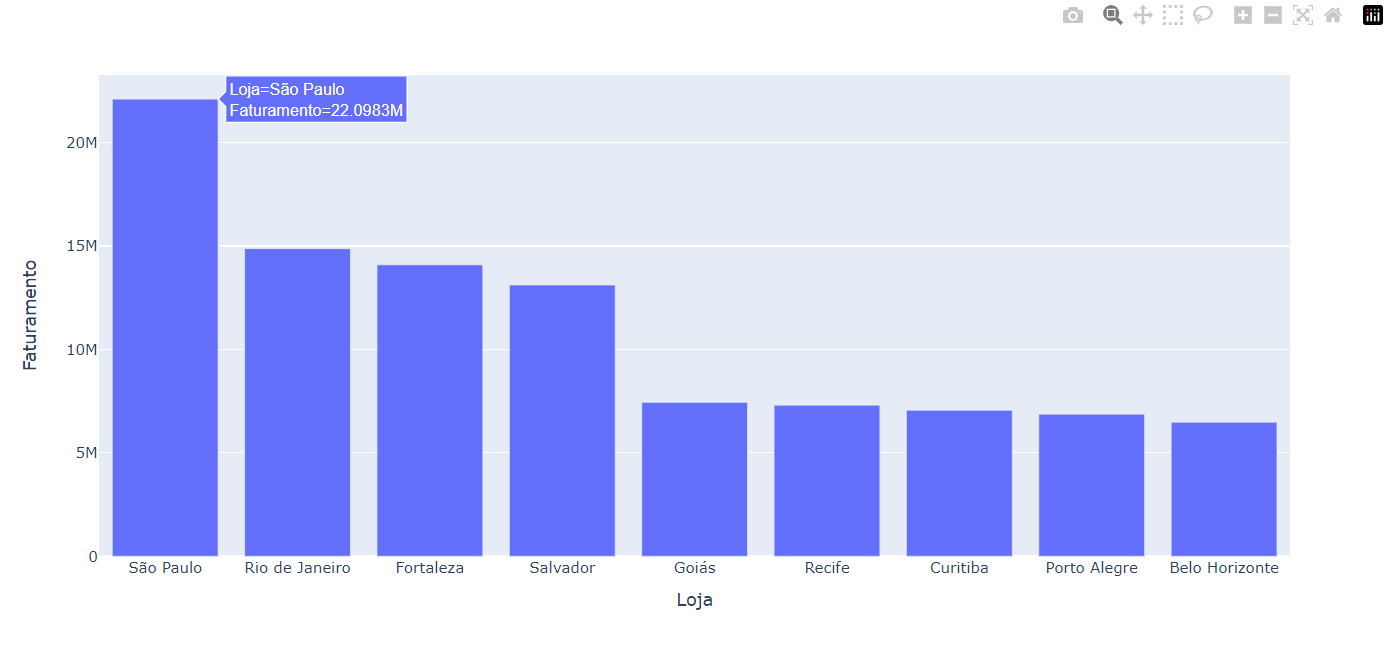 Loja=São Paulo
Faturamento=22.0983M
20M
15M
10M
5M
0
Faturamento
São Paulo
Rio de Janeiro
Fortaleza
Salvador
Goiás
Recife
Curitiba
Porto Alegre
Belo Horizonte
Loja